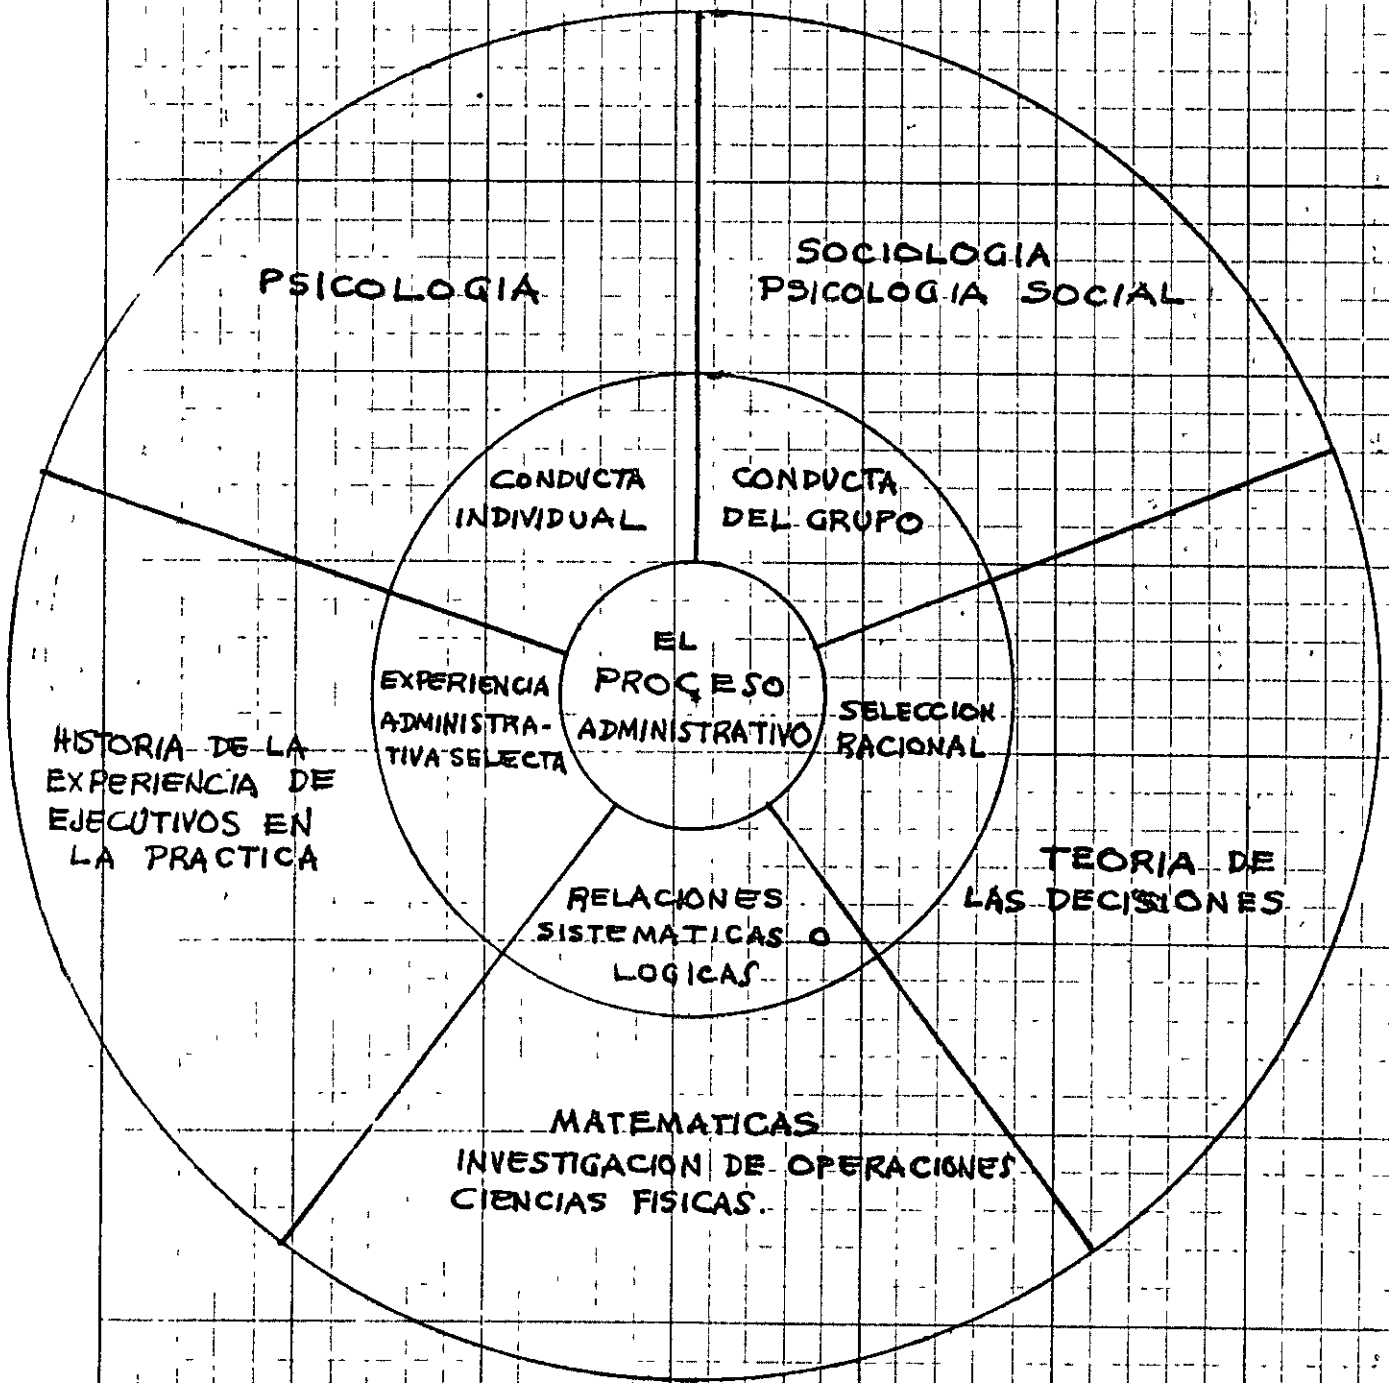 PSICOLOGIA
SOCIOLOGIA
PSICOLOGIA SOCIAL
CONDUCTA
INDIVIDUAL
CONDUCTA
DEL GRUPO
EL
PROCESO
ADMINISTRATIVO
EXPERIENCIA
ADMINISTRA-
TIVA SELECTA
SELECCION
RACIONAL
HISTORIA DE LA
EXPERIENCIA DE
EJECUTIVOS EN
LA PRACTICA
TEORIA DE
LAS DECISIONES
RELACIONES
SISTEMATICAS O
LOGICAS
MATEMATICAS
INVESTIGACION DE OPERACIONES
CIENCIAS FISICAS.